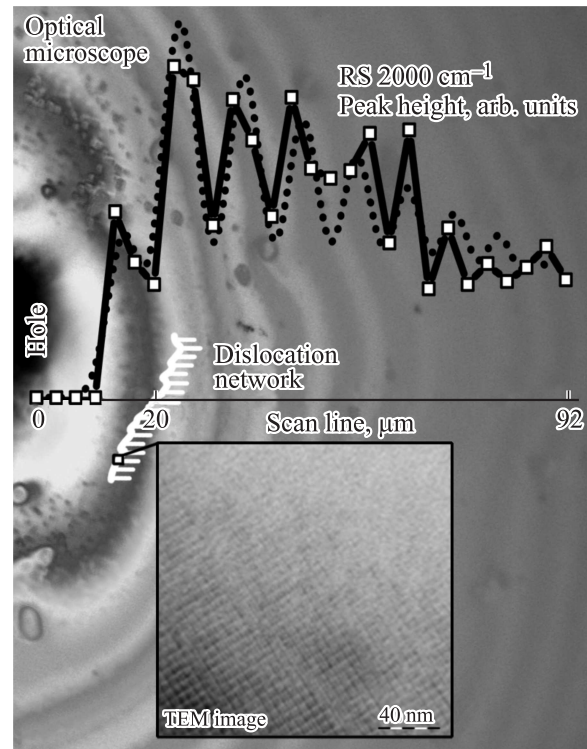 Optical
microscope
RS 2000 cm⁻¹
Peak height, arb. units
Hole
Dislocation
network
0
20
Scan line, μm
92
TEM image
40 nm